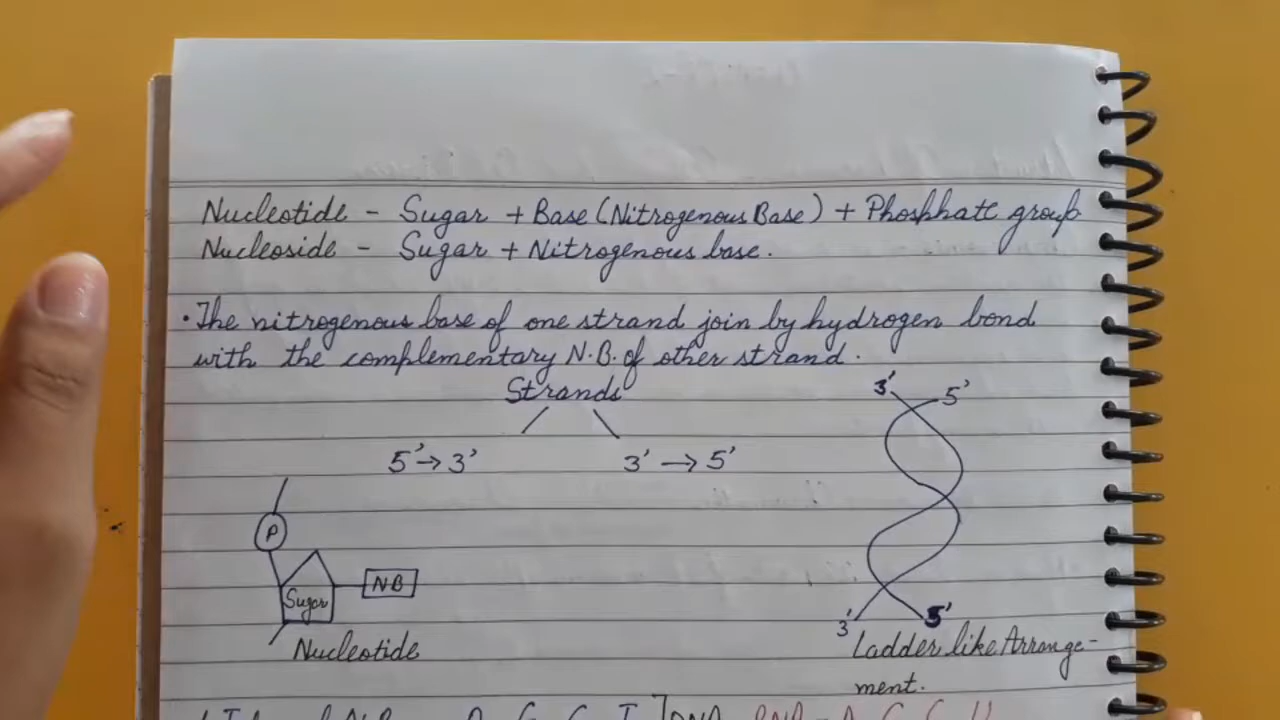 Nucleotide - Sugar + Base (Nitrogenous Base) + Phosphate group
Nucleoside - Sugar + Nitrogenous base.
• The nitrogenous base of one strand join by hydrogen bond
with the complementary N.B. of other strand.
Strands
5' → 3'
3' → 5'
3'
5'
P
Sugar
NB
Nucleotide
3'
5'
Ladder like Arrange-
ment.